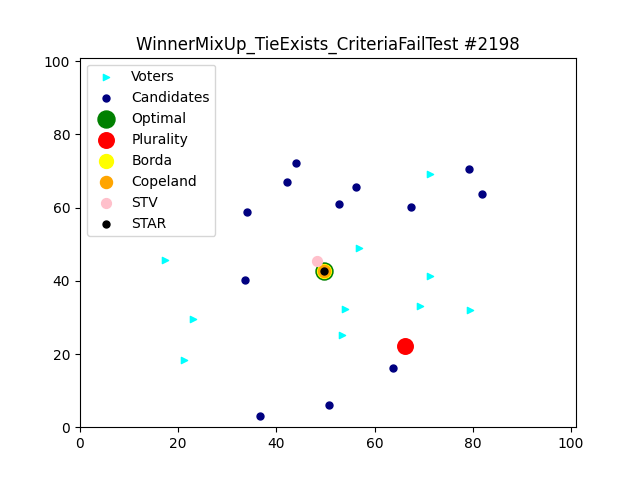 WinnerMixUp_TieExists_CriteriaFailTest #2198
100
80
60
40
20
0
Voters
Candidates
Optimal
Plurality
Borda
Copeland
STV
STAR
0 20 40 60 80 100